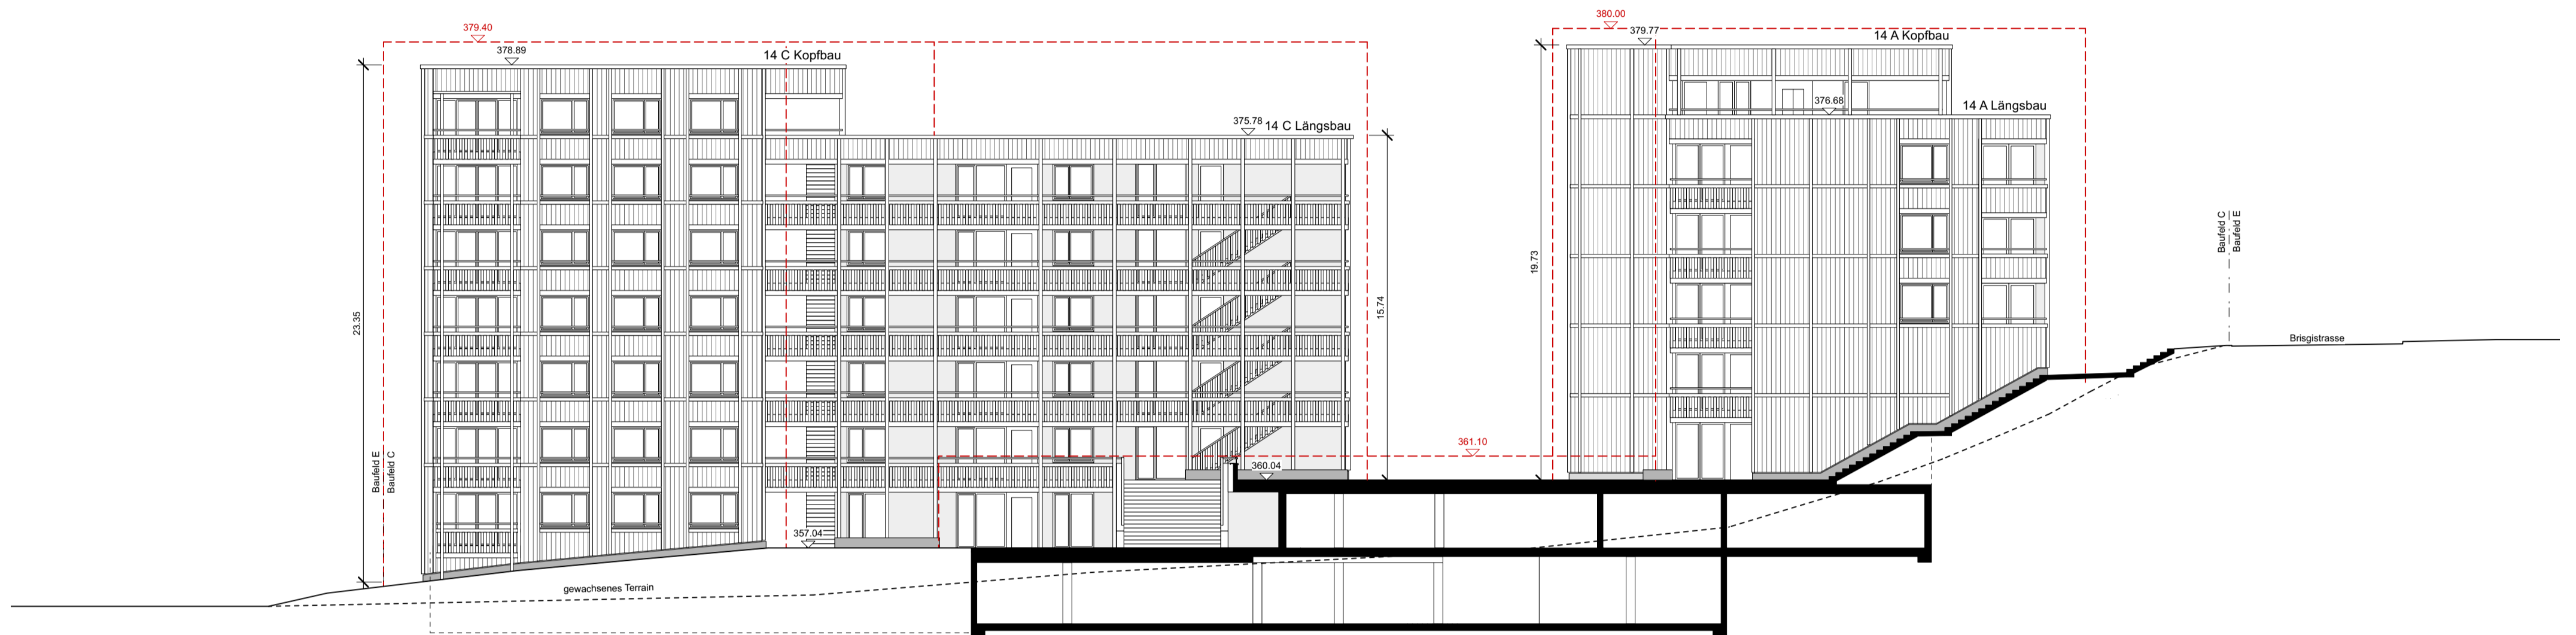 379.40
378.89
14 C Kopfbau
375.78
14 C Längsbau
380.00
379.77
14 A Kopfbau
376.68
14 A Längsbau
23.35
15.74
19.73
Baufeld C
Baufeld E
Brisgistrasse
361.10
360.04
Baufeld E
Baufeld C
357.04
gewachsenes Terrain